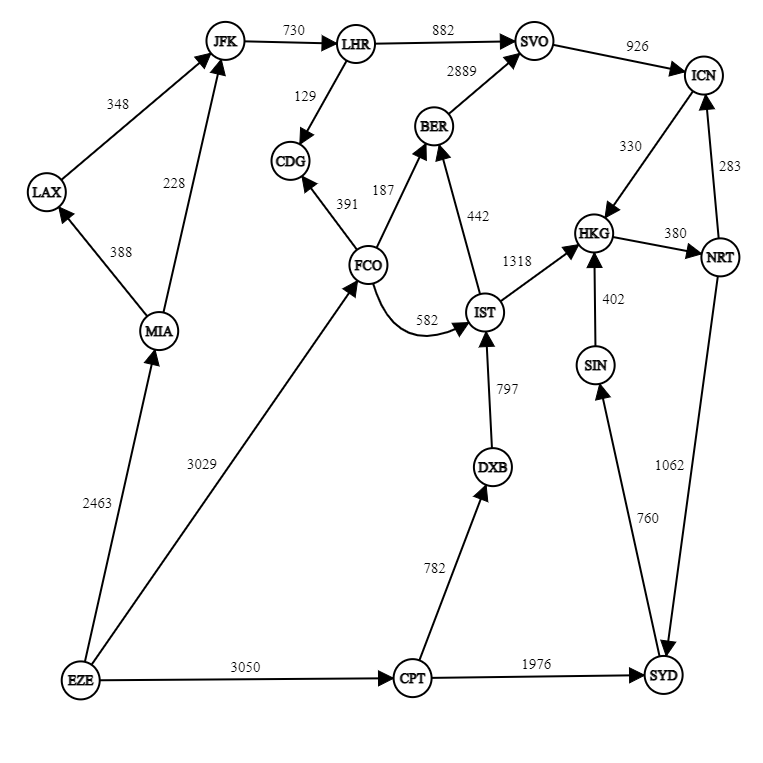 730
882
JFK
LHR
SVO
926
2889
ICN
348
129
BER
330
CDG
283
228
187
LAX
391
442
HKG
380
388
1318
NRT
FCO
402
582
IST
MIA
SIN
797
3029
DXB
1062
2463
760
782
3050
1976
EZE
CPT
SYD